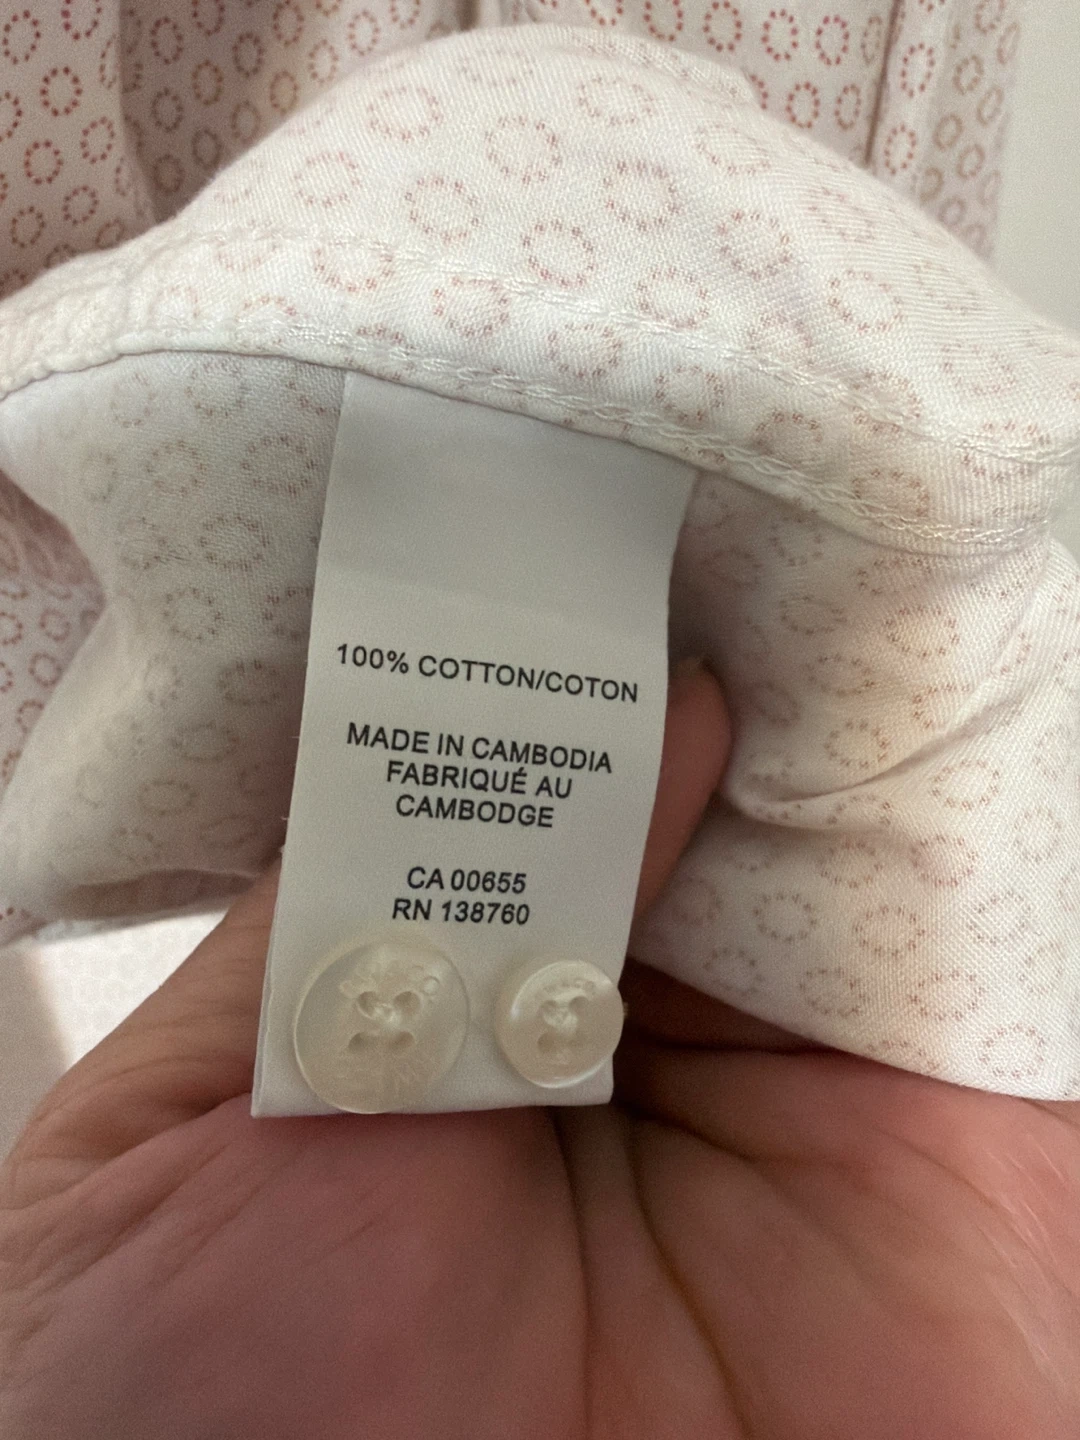 100% COTTON/COTON
MADE IN CAMBODIA
FABRIQUÉ AU
CAMBODGE
CA 00655
RN 138760